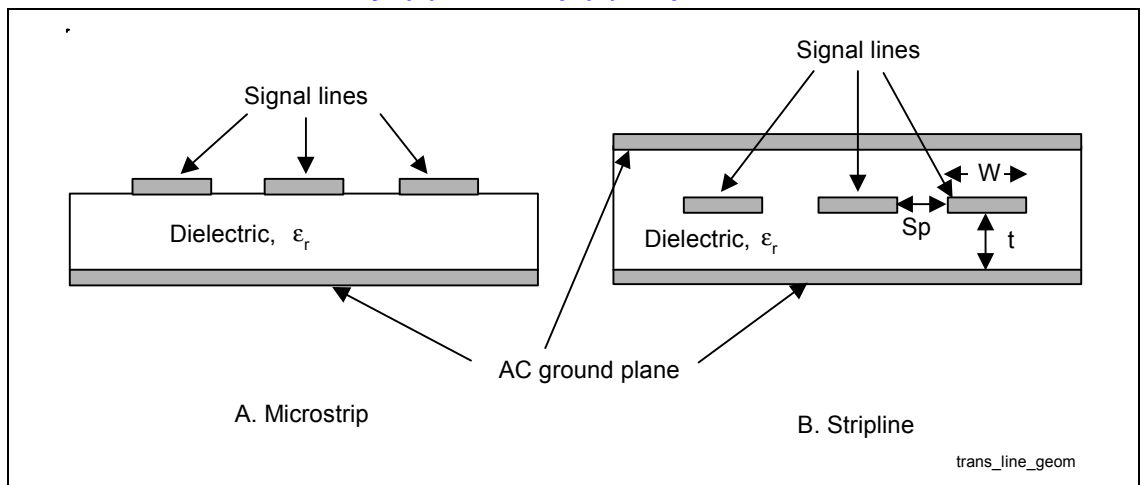 Signal lines
Dielectric, εr
A. Microstrip
Signal lines
W
Sp
Dielectric, εr
t
AC ground plane
B. Stripline
trans_line_geom